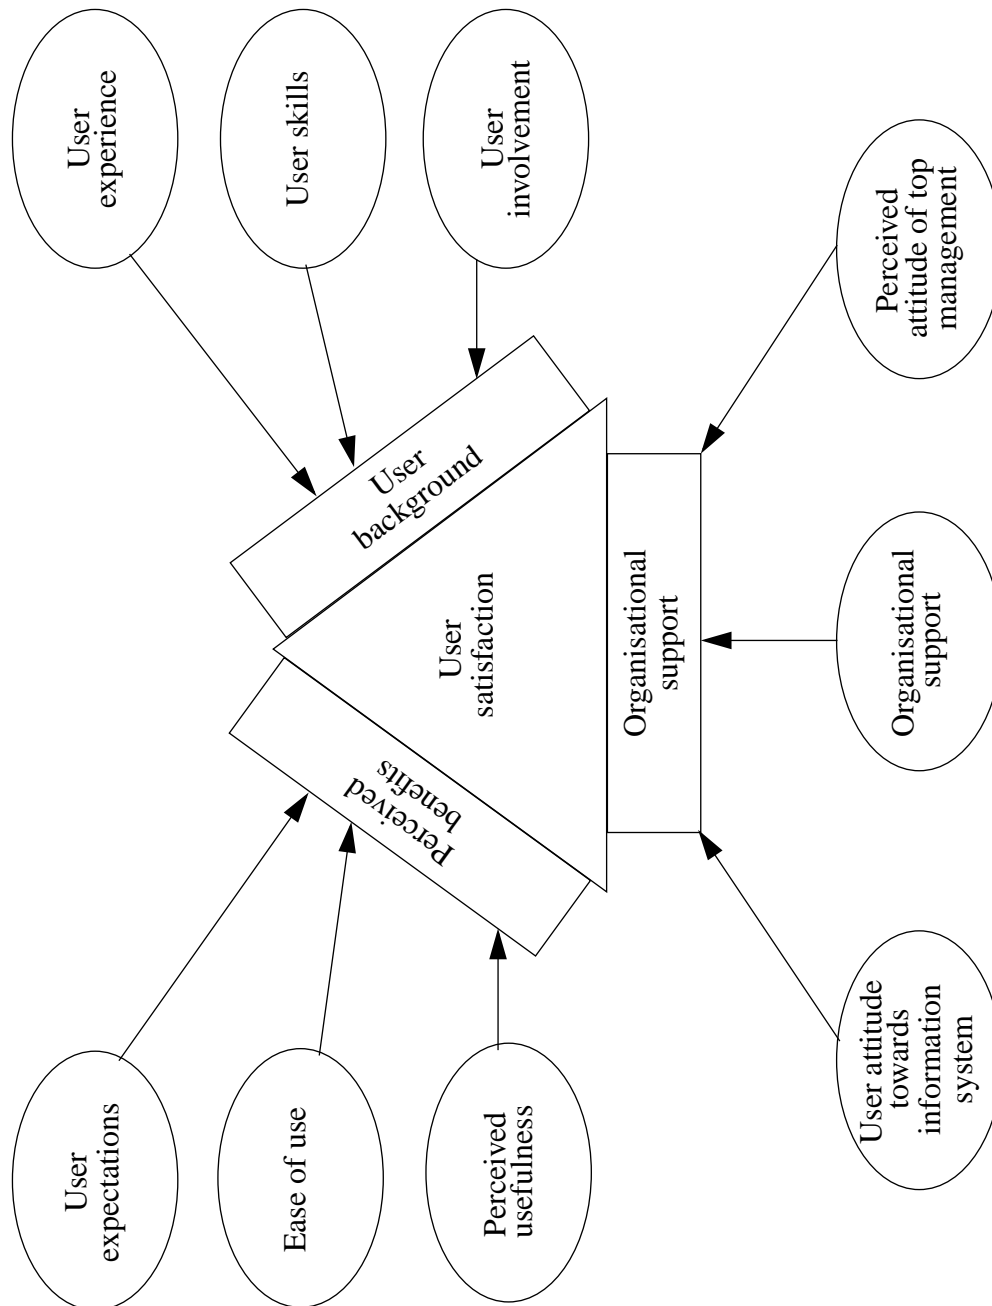 User
expectations
Ease of use
Perceived
usefulness
User
experience
User skills
User
involvement
Perceived
benefits
User
background
User
satisfaction
Organisational
support
User attitude
towards
information
system
Organisational
support
Perceived
attitude of top
management